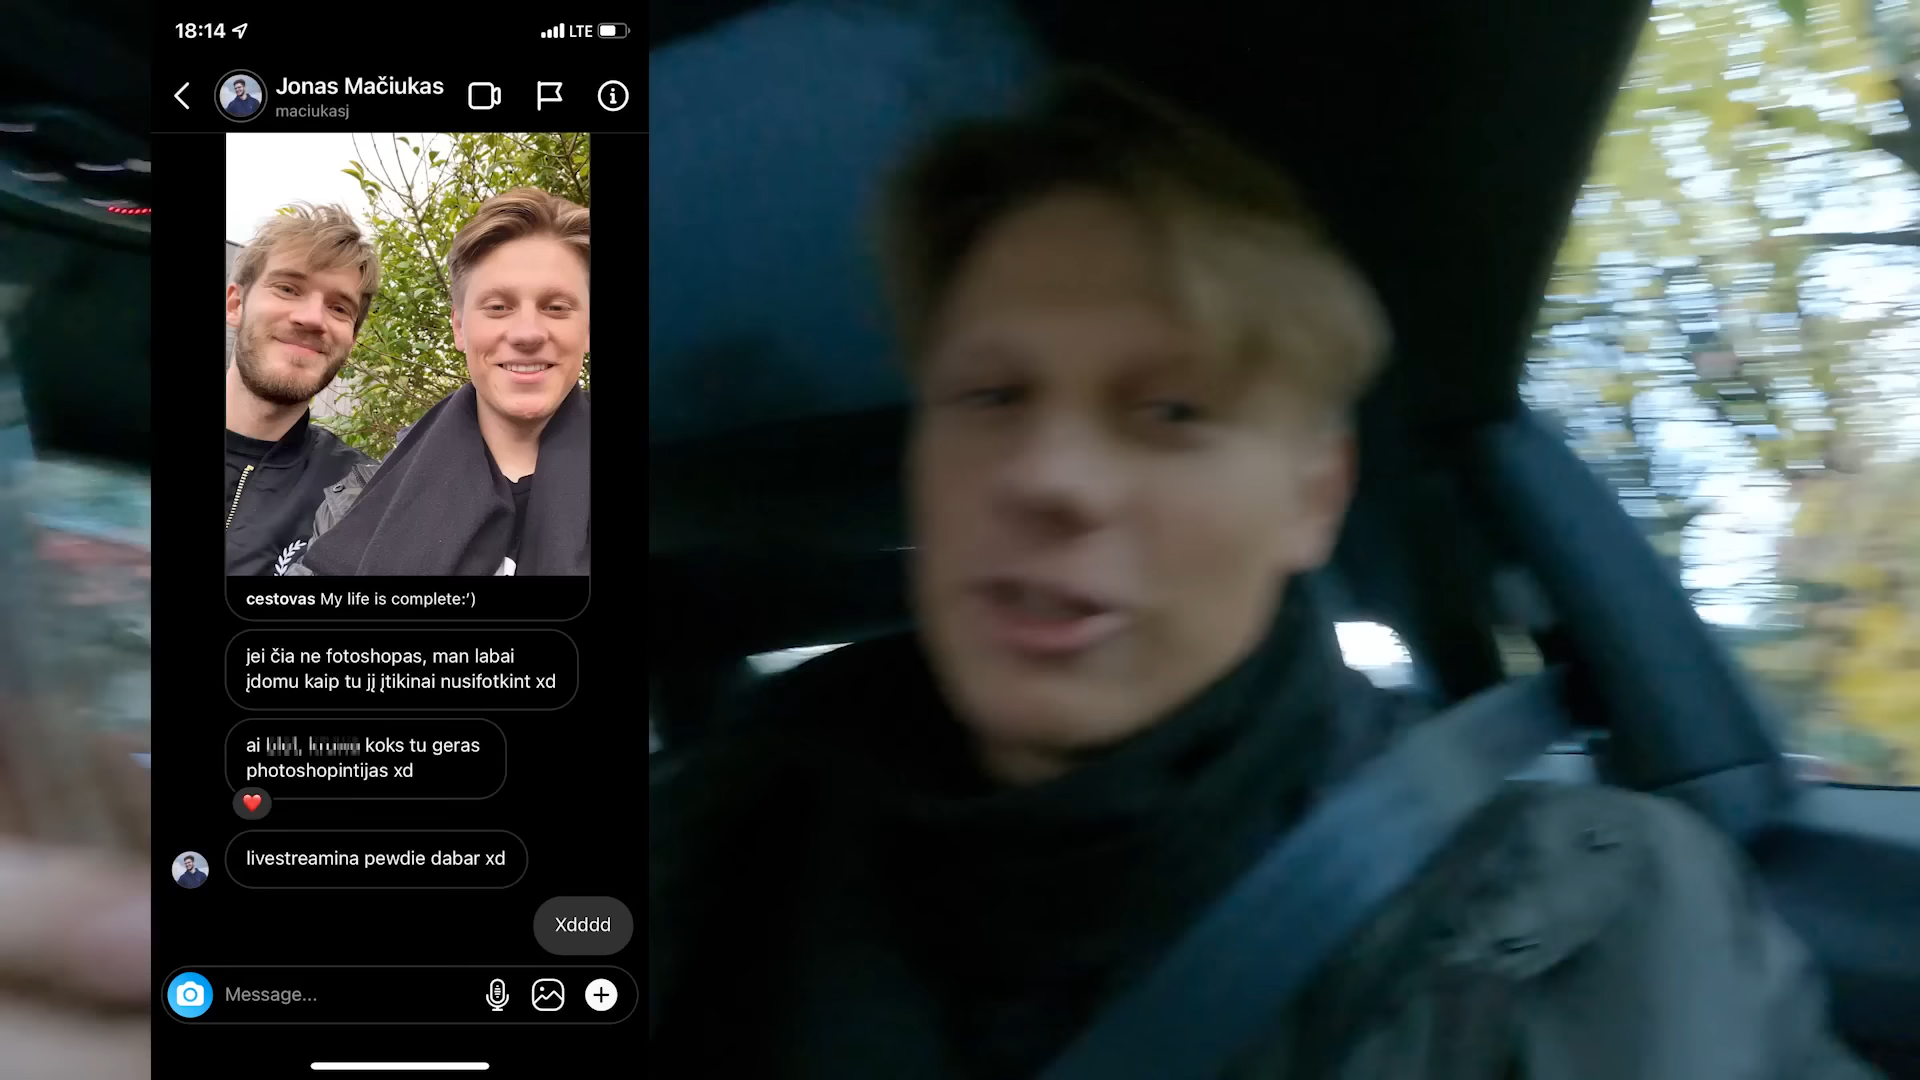 18:14
LTE
Jonas Mačiukas
maciukasj
cestovas My life is complete:')
jei čia ne fotoshopas, man labai
įdomu kaip tu jį įtikinai nusifotkint xd
ai koks tu geras
photoshopintijas xd
livestreamina pewdie dabar xd
Xdddd
Message...